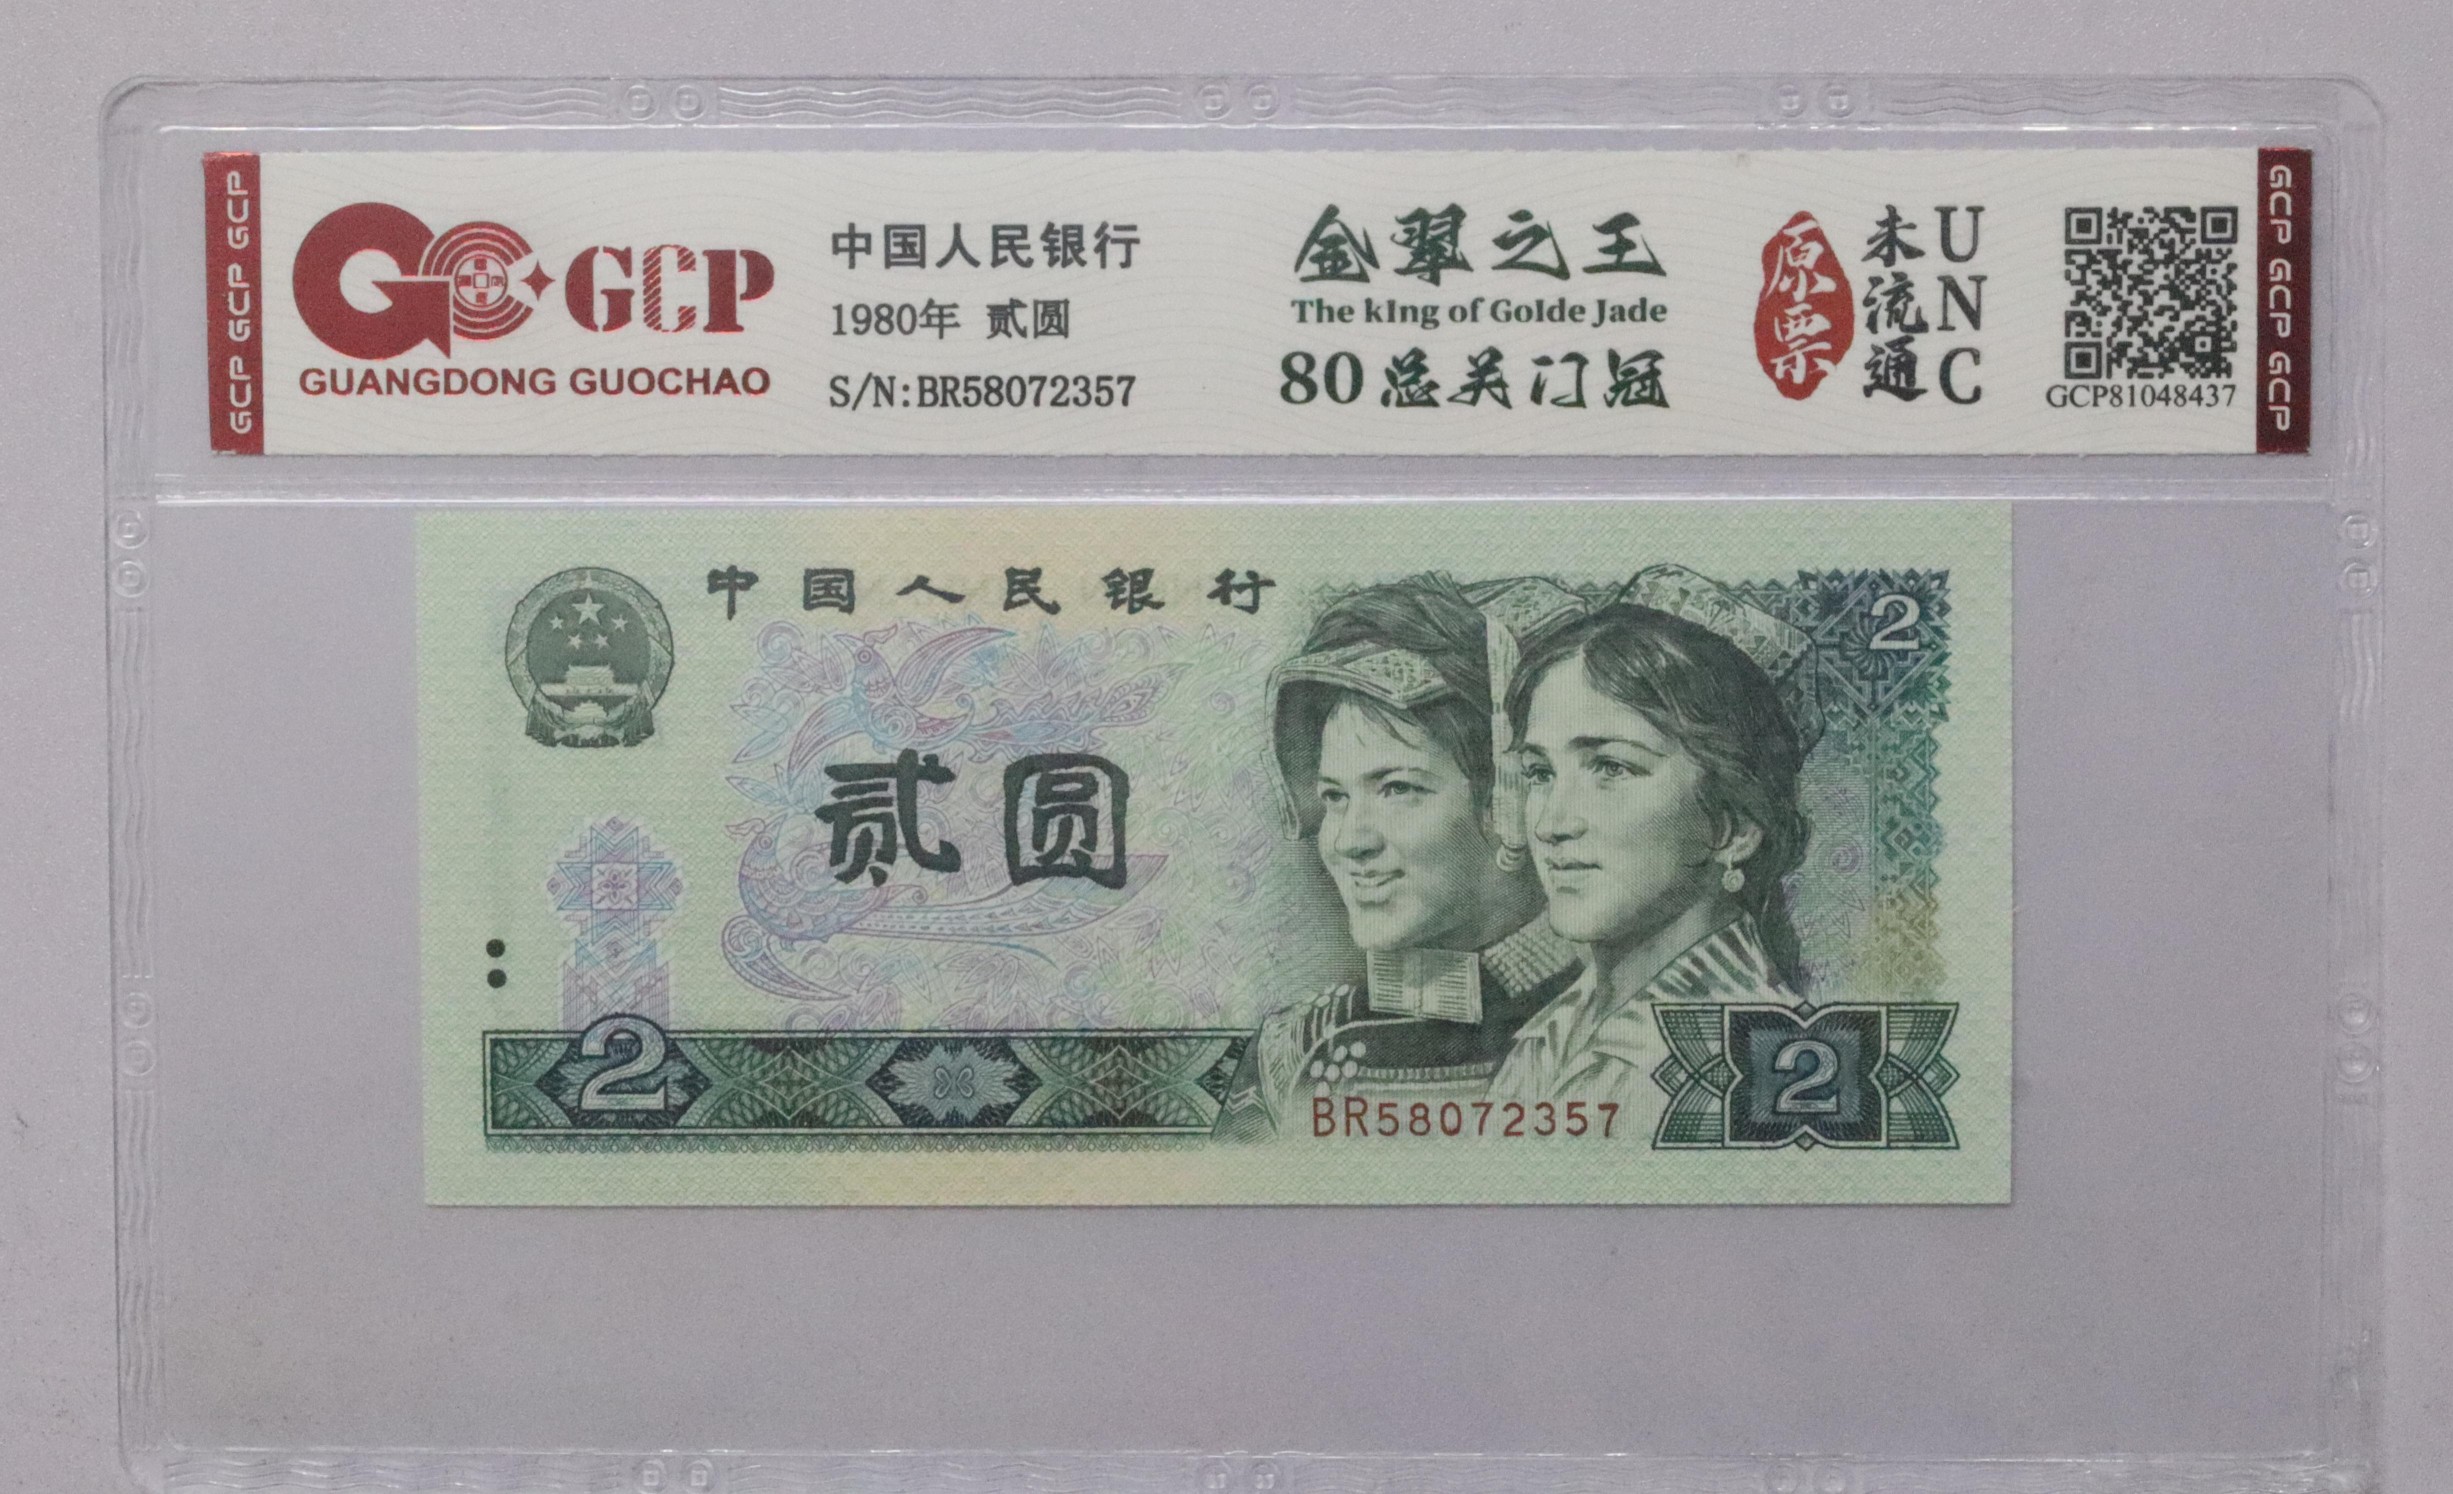 GCP GCP GCP
GCP
GUANGDONG GUOCHAO
中国人民银行
1980年 贰圆
S/N:BR58072357
金翠之王
The kIng of Golde Jade
80总关门冠
原票
未流通
UNC
GCP81048437
GCP GCP GCP
中国人民银行
2
贰圆
2
BR58072357
2